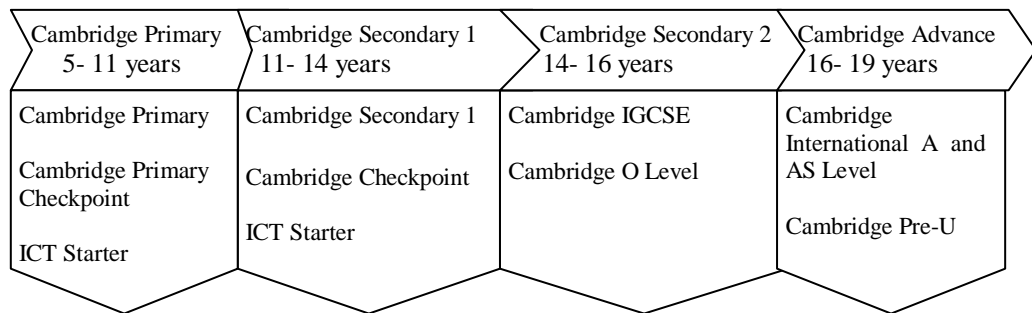 Cambridge Primary
5- 11 years
Cambridge Secondary 1
11- 14 years
Cambridge Secondary 2
14- 16 years
Cambridge Advance
16- 19 years
Cambridge Primary
Cambridge Primary
Checkpoint
ICT Starter
Cambridge Secondary 1
Cambridge Checkpoint
ICT Starter
Cambridge IGCSE
Cambridge O Level
Cambridge
International A and
AS Level
Cambridge Pre-U